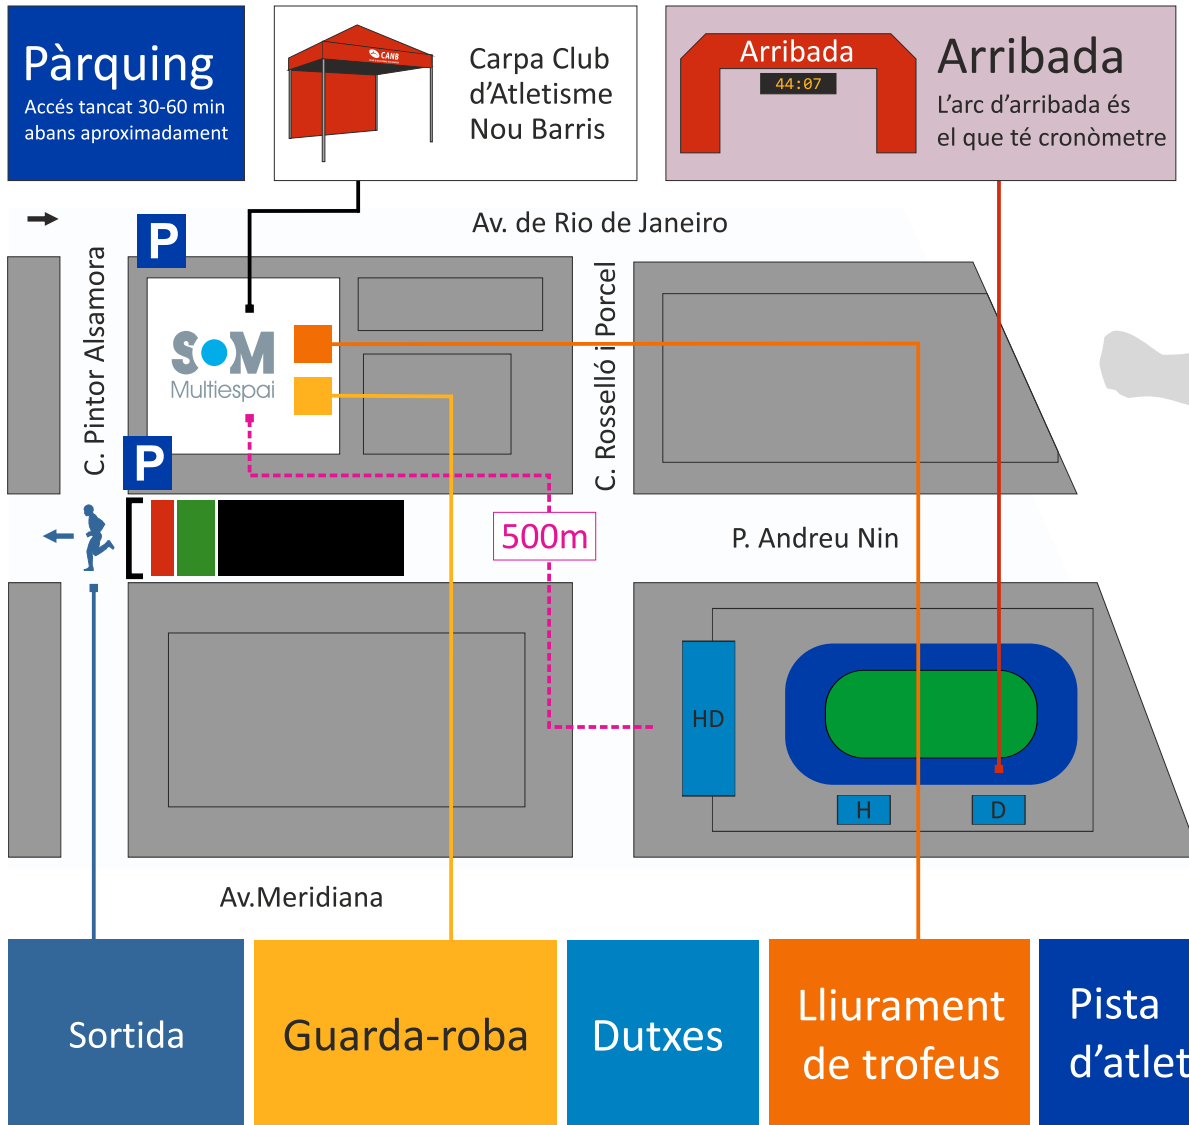 Pàrquing
Accés tancat 30-60 min
abans aproximadament
CANB
Carpa Club
d'Atletisme
Nou Barris
Arribada
44:07
Arribada
L'arc d'arribada és
el que té cronòmetre
P
Av. de Rio de Janeiro
C. Pintor Alsamora
SOM
Multiespai
C. Rosselló i Porcel
P
500m
P. Andreu Nin
HD
H
D
Av.Meridiana
Sortida
Guarda-roba
Dutxes
Lliurament
de trofeus
Pista
d'atlet